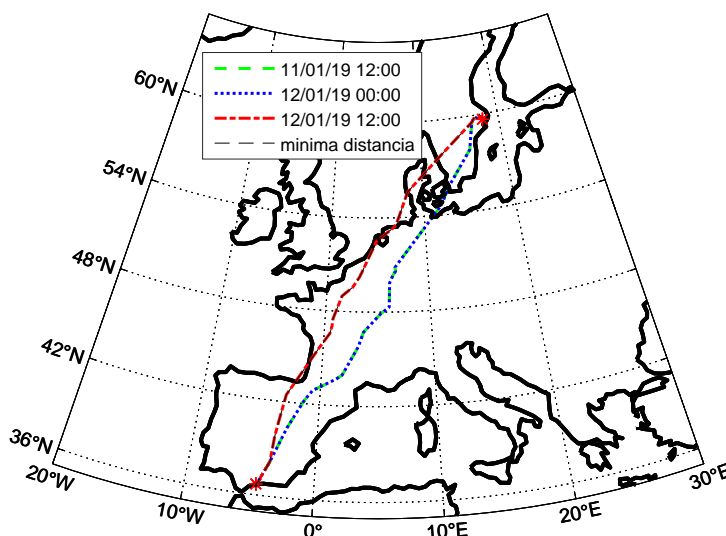 11/01/19 12:00
12/01/19 00:00
12/01/19 12:00
minima distancia
60°N
54°N
48°N
42°N
36°N
20°W
10°W
0°
10°E
20°E
30°E